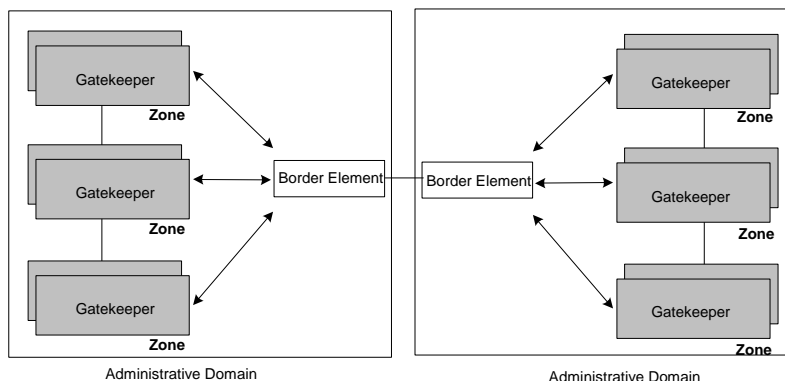 Gatekeeper
Zone
Gatekeeper
Zone
Gatekeeper
Zone
Border Element
Administrative Domain
Gatekeeper
Zone
Gatekeeper
Zone
Gatekeeper
Zone
Border Element
Administrative Domain